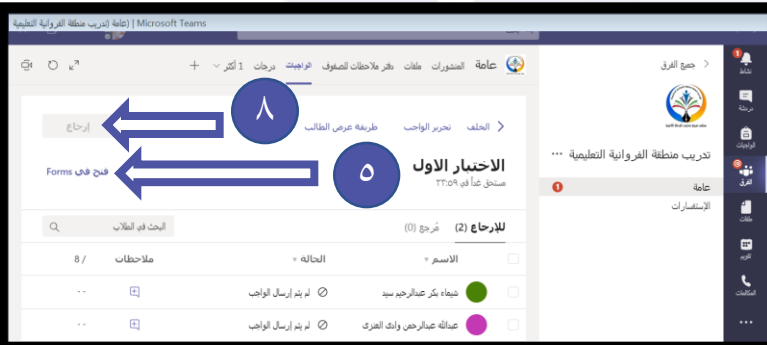 عامة (تدريب منطقة الفروانية التعليمية) | Microsoft Teams
نشاط
دردشة
الواجبات
الفرق
ملفات
التقويم
المكالمات
1
جميع الفرق
تدريب منطقة الفروانية التعليمية
عامة
1
الإستفسارات
عامة المنشورات ملفات دفتر ملاحظات للصفوف الواجبات درجات 1 أكثر
الخلف تحرير الواجب طريقة عرض الطالب
٨
إرجاع
الاختبار الاول
مستحق غداً في ٢٣:٥٩
٥
فتح في Forms
للإرجاع (2) مُرجع (0)
البحث في الطلاب
الاسم الحالة ملاحظات / 8
شيماء بكر عبدالرحيم سيد لم يتم إرسال الواجب - -
عبدالله عبدالرحمن وادى العنزى لم يتم إرسال الواجب - -